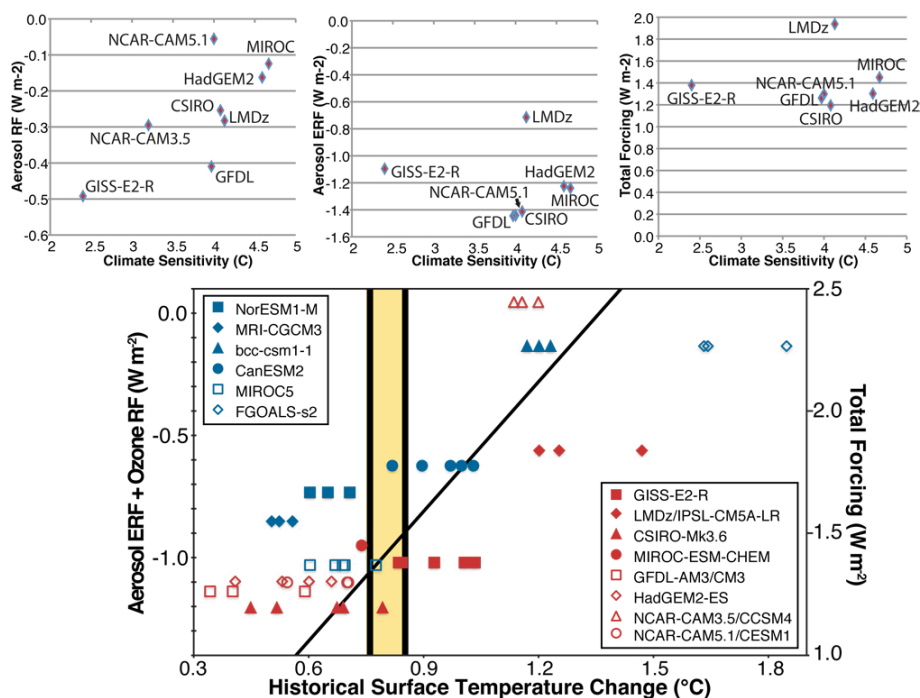 Aerosol RF (W m-2)
0.0
-0.1
-0.2
-0.3
-0.4
-0.5
-0.6
NCAR-CAM5.1
MIROC
HadGEM2
CSIRO
LMDz
NCAR-CAM3.5
GFDL
GISS-E2-R
2 2.5 3 3.5 4 4.5 5
Climate Sensitivity (C)
Aerosol ERF (W m-2)
0.0
-0.2
-0.4
-0.6
-0.8
-1.0
-1.2
-1.4
-1.6
LMDz
GISS-E2-R
HadGEM2
NCAR-CAM5.1
MIROC
GFDL
CSIRO
2 2.5 3 3.5 4 4.5 5
Climate Sensitivity (C)
Total Forcing (W m-2)
2.0
1.8
1.6
1.4
1.2
1.0
0.8
0.6
0.4
0.2
0.0
LMDz
MIROC
NCAR-CAM5.1
GISS-E2-R
GFDL
HadGEM2
CSIRO
2 2.5 3 3.5 4 4.5 5
Climate Sensitivity (C)
Aerosol ERF + Ozone RF (W m-2)
0.0
-0.5
-1.0
NorESM1-M
MRI-CGCM3
bcc-csm1-1
CanESM2
MIROC5
FGOALS-s2
GISS-E2-R
LMDz/IPSL-CM5A-LR
CSIRO-Mk3.6
MIROC-ESM-CHEM
GFDL-AM3/CM3
HadGEM2-ES
NCAR-CAM3.5/CCSM4
NCAR-CAM5.1/CESM1
2.5
2.0
1.5
1.0
Total Forcing (W m-2)
0.3 0.6 0.9 1.2 1.5 1.8
Historical Surface Temperature Change (°C)